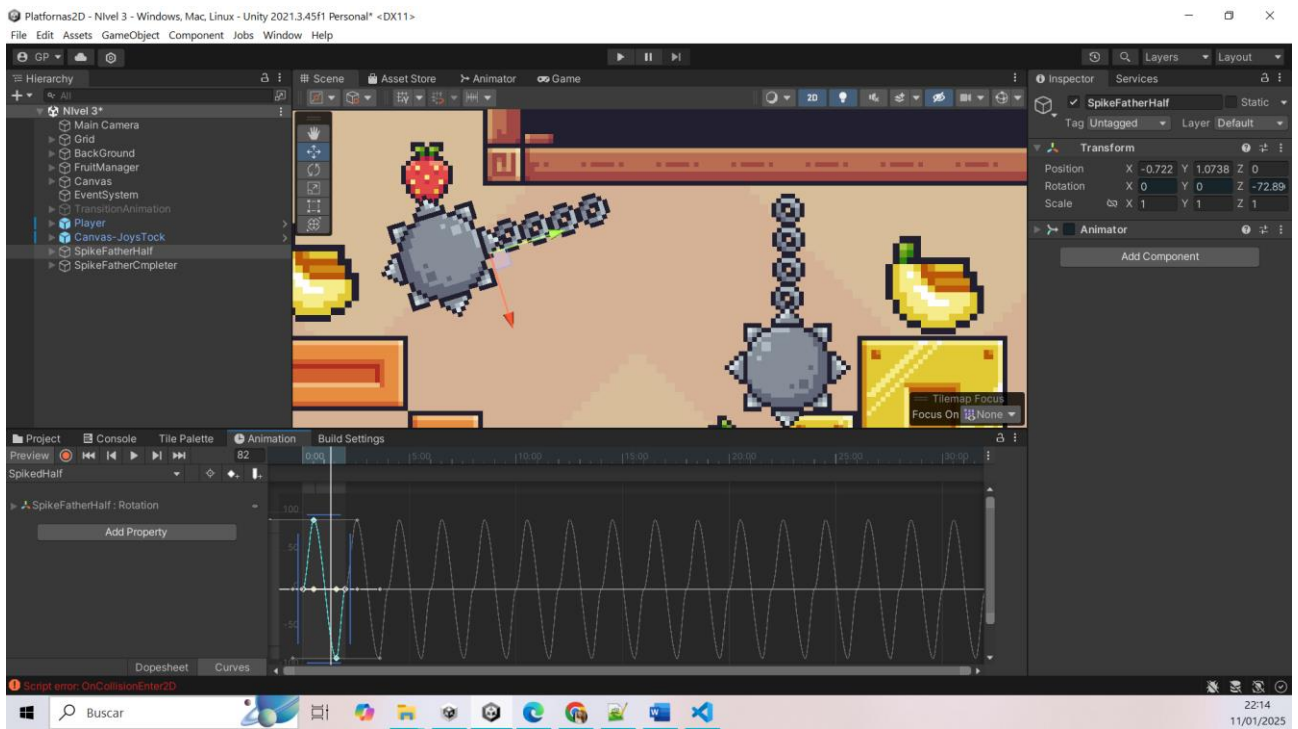 Platfornas2D - NIvel 3 - Windows, Mac, Linux - Unity 2021.3.45f1 Personal* <DX11>
File Edit Assets GameObject Component Jobs Window Help
GP
Layers
Layout
Hierarchy
All
NIvel 3*
Main Camera
Grid
BackGround
FruitManager
Canvas
EventSystem
TransitionAnimation
Player
Canvas-JoysTock
SpikeFatherHalf
SpikeFatherCmpleter
Scene
Asset Store
Animator
Game
2D
Tilemap Focus
Focus On None
Inspector
Services
SpikeFatherHalf
Static
Tag Untagged
Layer Default
Transform
Position X -0.722 Y 1.0738 Z 0
Rotation X 0 Y 0 Z -72.89
Scale X 1 Y 1 Z 1
Animator
Add Component
Project
Console
Tile Palette
Animation
Build Settings
Preview
82
0:00
5:00
10:00
15:00
20:00
25:00
30:00
SpikedHalf
SpikeFatherHalf : Rotation
Add Property
100
50
-50
Dopesheet
Curves
Script error: OnCollisionEnter2D
Buscar
22:14
11/01/2025